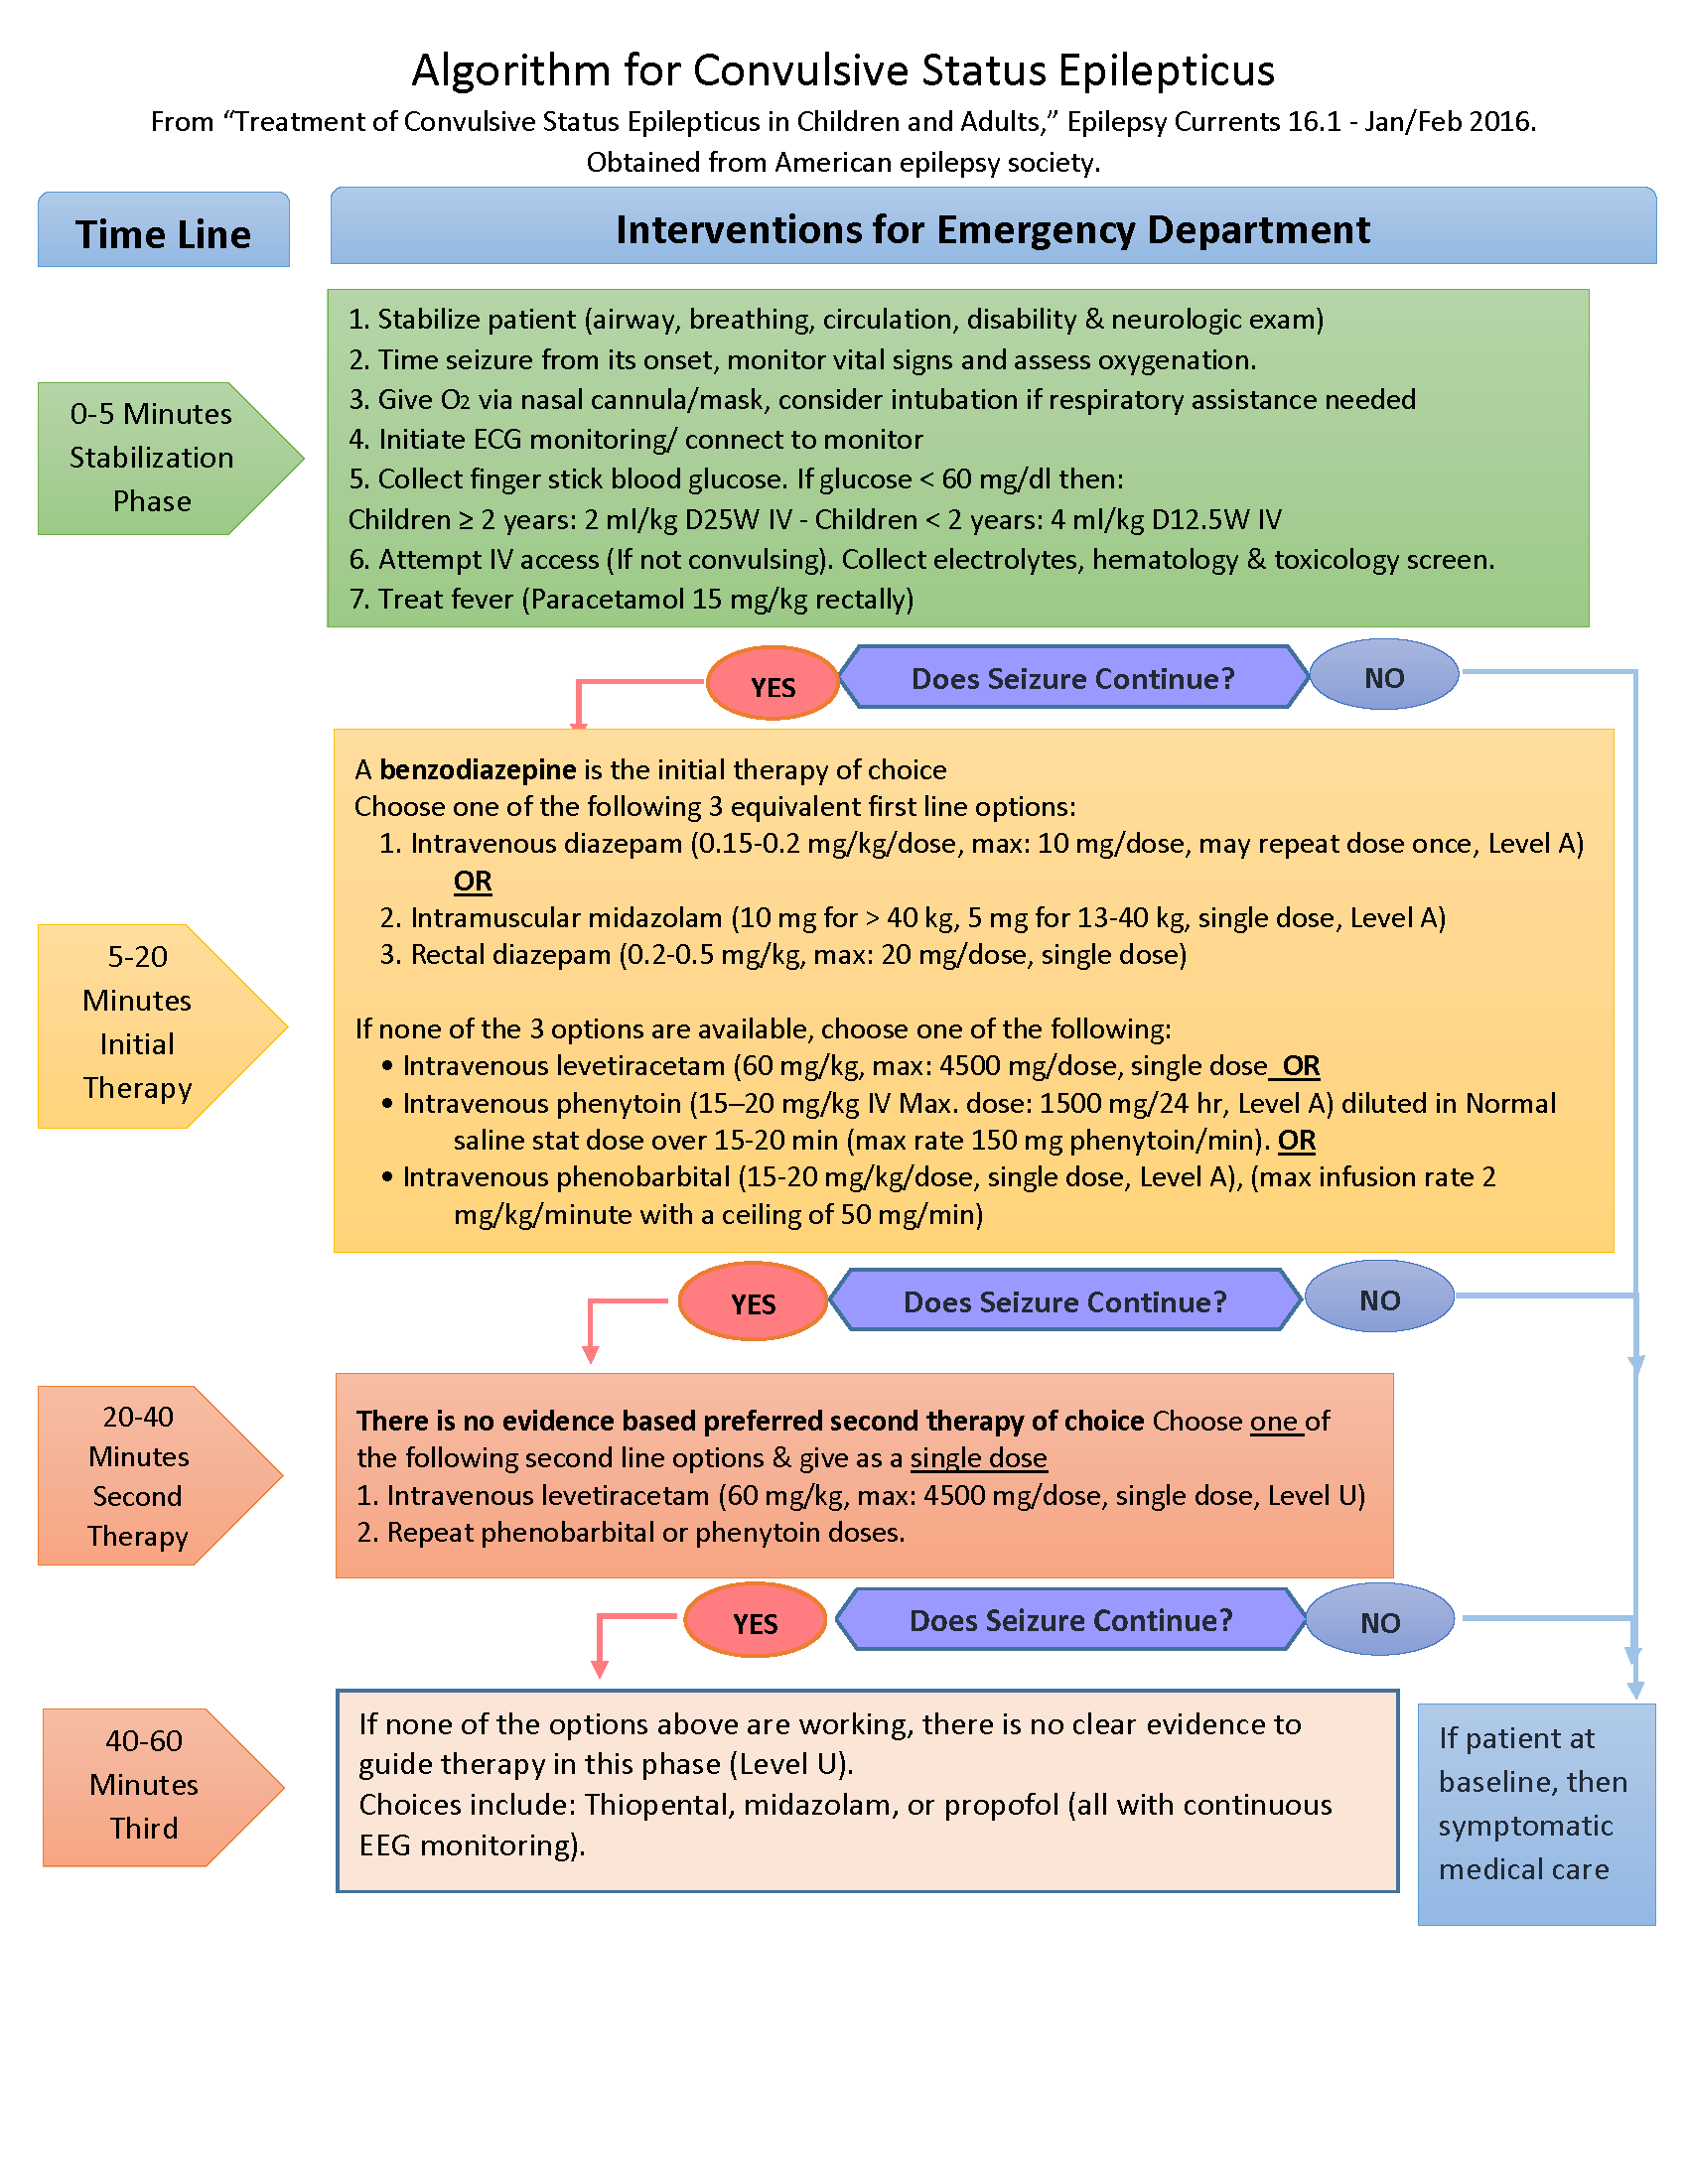 Algorithm for Convulsive Status Epilepticus
From “Treatment of Convulsive Status Epilepticus in Children and Adults,” Epilepsy Currents 16.1 - Jan/Feb 2016.
Obtained from American epilepsy society.
Time Line
Interventions for Emergency Department
0-5 Minutes
Stabilization
Phase
1. Stabilize patient (airway, breathing, circulation, disability & neurologic exam)
2. Time seizure from its onset, monitor vital signs and assess oxygenation.
3. Give O2 via nasal cannula/mask, consider intubation if respiratory assistance needed
4. Initiate ECG monitoring/ connect to monitor
5. Collect finger stick blood glucose. If glucose < 60 mg/dl then:
Children ≥ 2 years: 2 ml/kg D25W IV - Children < 2 years: 4 ml/kg D12.5W IV
6. Attempt IV access (If not convulsing). Collect electrolytes, hematology & toxicology screen.
7. Treat fever (Paracetamol 15 mg/kg rectally)
YES
Does Seizure Continue?
NO
5-20
Minutes
Initial
Therapy
A benzodiazepine is the initial therapy of choice
Choose one of the following 3 equivalent first line options:
1. Intravenous diazepam (0.15-0.2 mg/kg/dose, max: 10 mg/dose, may repeat dose once, Level A)
OR
2. Intramuscular midazolam (10 mg for > 40 kg, 5 mg for 13-40 kg, single dose, Level A)
3. Rectal diazepam (0.2-0.5 mg/kg, max: 20 mg/dose, single dose)
If none of the 3 options are available, choose one of the following:
• Intravenous levetiracetam (60 mg/kg, max: 4500 mg/dose, single dose OR
• Intravenous phenytoin (15–20 mg/kg IV Max. dose: 1500 mg/24 hr, Level A) diluted in Normal
saline stat dose over 15-20 min (max rate 150 mg phenytoin/min). OR
• Intravenous phenobarbital (15-20 mg/kg/dose, single dose, Level A), (max infusion rate 2
mg/kg/minute with a ceiling of 50 mg/min)
YES
Does Seizure Continue?
NO
20-40
Minutes
Second
Therapy
There is no evidence based preferred second therapy of choice Choose one of
the following second line options & give as a single dose
1. Intravenous levetiracetam (60 mg/kg, max: 4500 mg/dose, single dose, Level U)
2. Repeat phenobarbital or phenytoin doses.
YES
Does Seizure Continue?
NO
40-60
Minutes
Third
If none of the options above are working, there is no clear evidence to
guide therapy in this phase (Level U).
Choices include: Thiopental, midazolam, or propofol (all with continuous
EEG monitoring).
If patient at
baseline, then
symptomatic
medical care